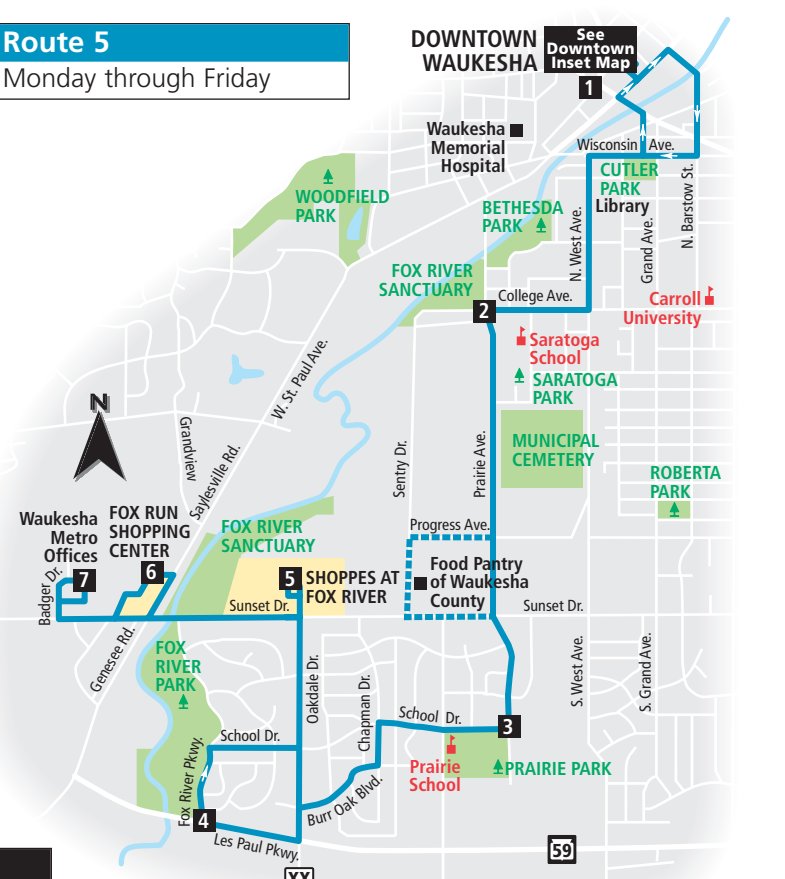 Route 5
Monday through Friday
DOWNTOWN
WAUKESHA
See
Downtown
Inset Map
1
Waukesha
Memorial
Hospital
Wisconsin Ave.
CUTLER
PARK
Library
WOODFIELD
PARK
BETHESDA
PARK
N. West Ave.
Grand Ave.
N. Barstow St.
FOX RIVER
SANCTUARY
College Ave.
2
Carroll
University
Saratoga
School
SARATOGA
PARK
W. St. Paul Ave.
N
Grandview
Saylesville Rd.
Sentry Dr.
Prairie Ave.
MUNICIPAL
CEMETERY
ROBERTA
PARK
Waukesha
Metro
Offices
FOX RUN
SHOPPING
CENTER
FOX RIVER
SANCTUARY
Progress Ave.
Badger Dr.
7
6
5
SHOPPES AT
FOX RIVER
Food Pantry
of Waukesha
County
Sunset Dr.
Sunset Dr.
Genesee Rd.
FOX
RIVER
PARK
Oakdale Dr.
Chapman Dr.
S. West Ave.
S. Grand Ave.
School Dr.
School Dr.
3
Fox River Pkwy.
Prairie
School
PRAIRIE PARK
Burr Oak Blvd.
4
Les Paul Pkwy.
59
XX